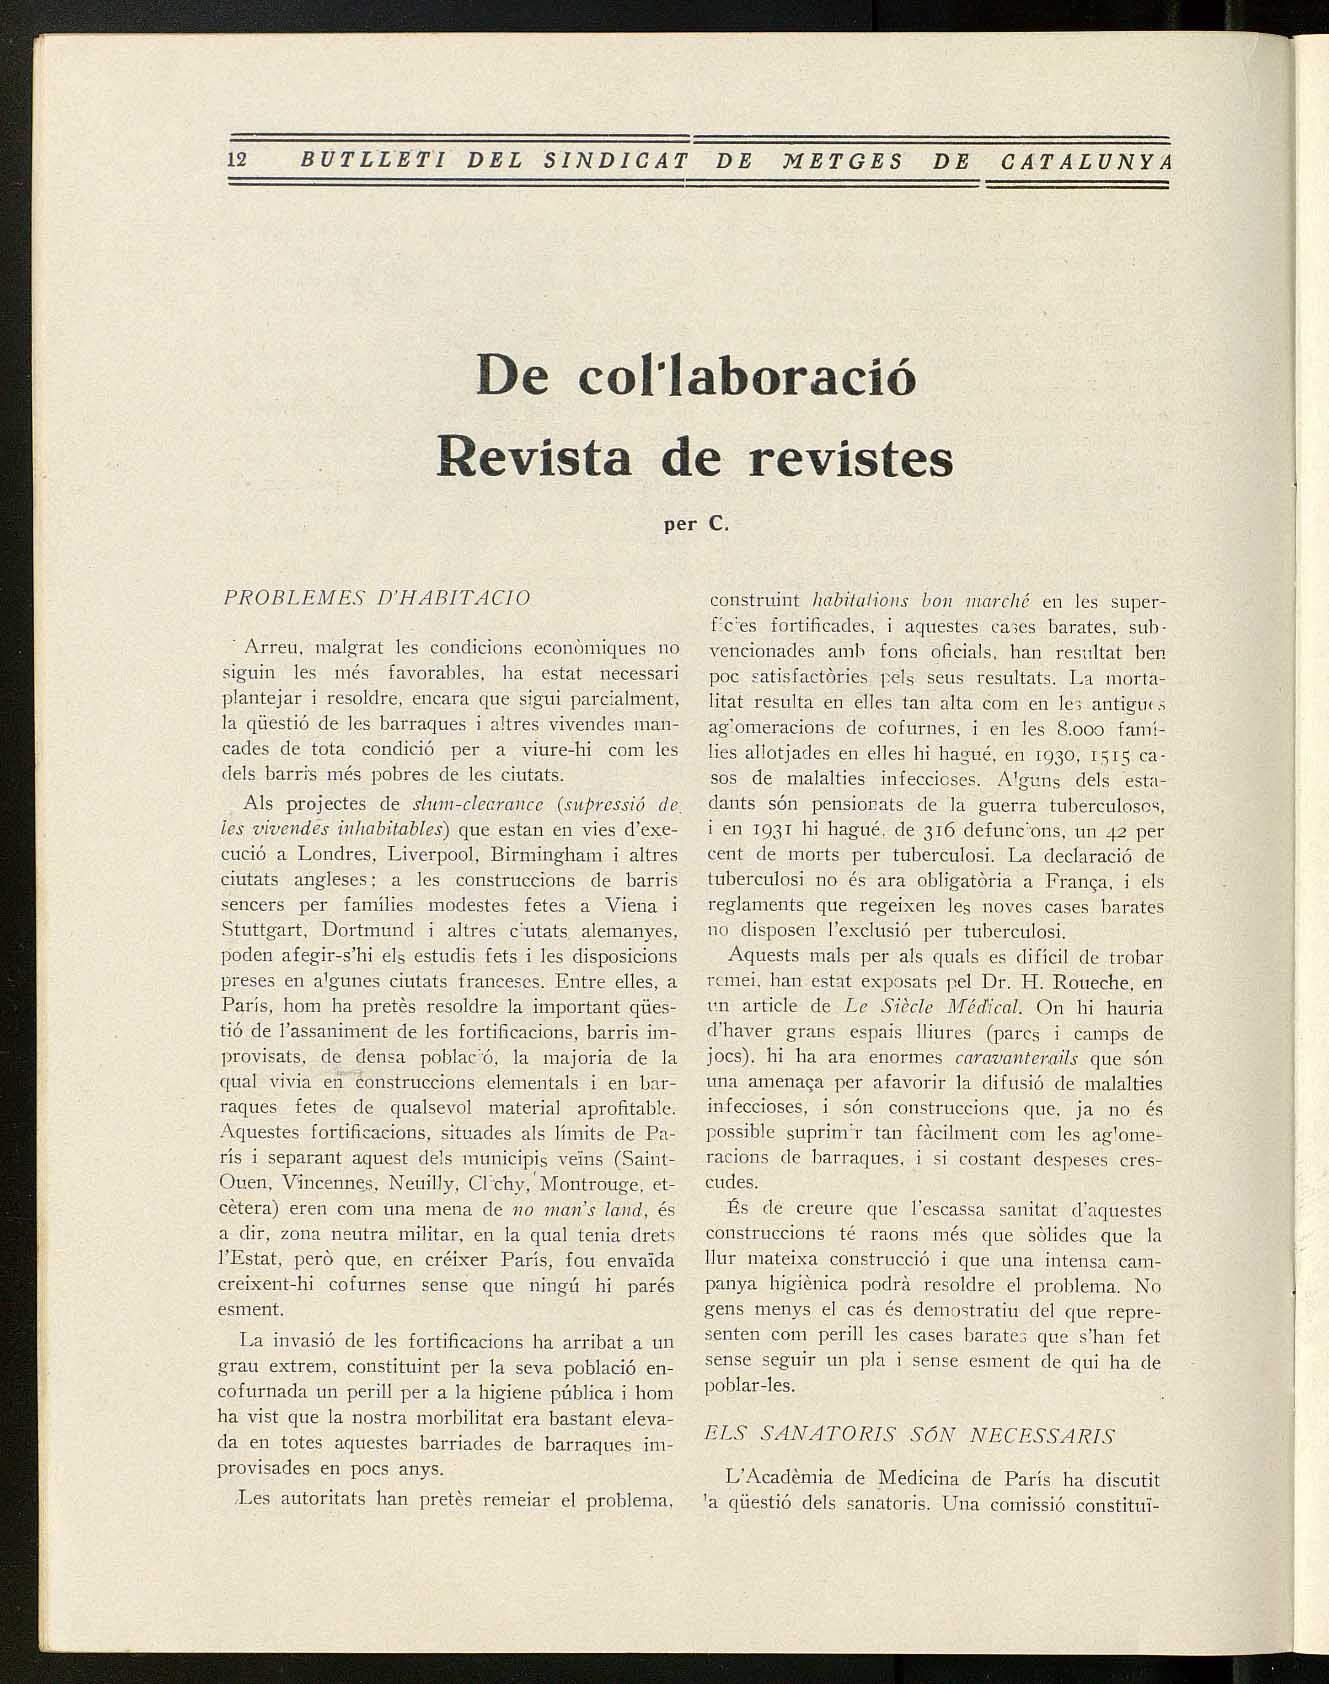 12 BUTLLETI DEL SINDICAT DE METGES DE CATALUNYA
De col·laboració
Revista de revistes
per C.
PROBLEMES D'HABITACIO
Arreu, malgrat les condicions econòmiques no
siguin les més favorables, ha estat necessari
plantejar i resoldre, encara que sigui parcialment,
la qüestió de les barraques i altres vivendes man-
cades de tota condició per a viure-hi com les
dels barris més pobres de les ciutats.
Als projectes de slum-clearance (supressió de
les vivendes inhabitables) que estan en vies d'exe-
cució a Londres, Liverpool, Birmingham i altres
ciutats angleses; a les construccions de barris
sencers per famílies modestes fetes a Viena i
Stuttgart, Dortmund i altres ciutats alemanyes,
poden afegir-s'hi els estudis fets i les disposicions
preses en algunes ciutats franceses. Entre elles, a
París, hom ha pretès resoldre la important qües-
tió de l'assaniment de les fortificacions, barris im-
provisats, de densa població, la majoria de la
qual vivia en construccions elementals i en bar-
raques fetes de qualsevol material aprofitable.
Aquestes fortificacions, situades als límits de Pa-
rís i separant aquest dels municipis veïns (Saint-
Ouen, Vincennes, Neuilly, Clichy, Montrouge, et-
cètera) eren com una mena de no man's land, és
a dir, zona neutra militar, en la qual tenia drets
l'Estat, però que, en créixer París, fou envaïda
creixent-hi cofurnes sense que ningú hi parés
esment.
La invasió de les fortificacions ha arribat a un
grau extrem, constituint per la seva població en-
cofurnada un perill per a la higiene pública i hom
ha vist que la nostra morbilitat era bastant eleva-
da en totes aquestes barriades de barraques im-
provisades en pocs anys.
Les autoritats han pretès remeiar el problema,
construint habitations bon marché en les super-
fícies fortificades, i aquestes cases barates, sub-
vencionades amb fons oficials, han resultat ben
poc satisfactòries pels seus resultats. La morta-
litat resulta en elles tan alta com en les antigues
aglomeracions de cofurnes, i en les 8.000 famí-
lies allotjades en elles hi hagué, en 1930, 1515 ca-
sos de malalties infeccioses. Alguns dels esta-
dants són pensionats de la guerra tuberculosos,
i en 1931 hi hagué, de 316 defuncions, un 42 per
cent de morts per tuberculosi. La declaració de
tuberculosi no és ara obligatòria a França, i els
reglaments que regeixen les noves cases barates
no disposen l'exclusió per tuberculosi.
Aquests mals per als quals es difícil de trobar
remei, han estat exposats pel Dr. H. Roueche, en
un article de Le Siècle Médical. On hi hauria
d'haver grans espais lliures (parcs i camps de
jocs), hi ha ara enormes caravanterails que són
una amenaça per afavorir la difusió de malalties
infeccioses, i són construccions que, ja no és
possible suprimir tan fàcilment com les aglome-
racions de barraques, i si costant despeses cres-
cudes.
És de creure que l'escassa sanitat d'aquestes
construccions té raons més que sòlides que la
llur mateixa construcció i que una intensa cam-
panya higiènica podrà resoldre el problema. No
gens menys el cas és demostratiu del que repre-
senten com perill les cases barates que s'han fet
sense seguir un pla i sense esment de qui ha de
poblar-les.
ELS SANATORIS SÓN NECESSARIS
L'Acadèmia de Medicina de París ha discutit
la qüestió dels sanatoris. Una comissió constituï-